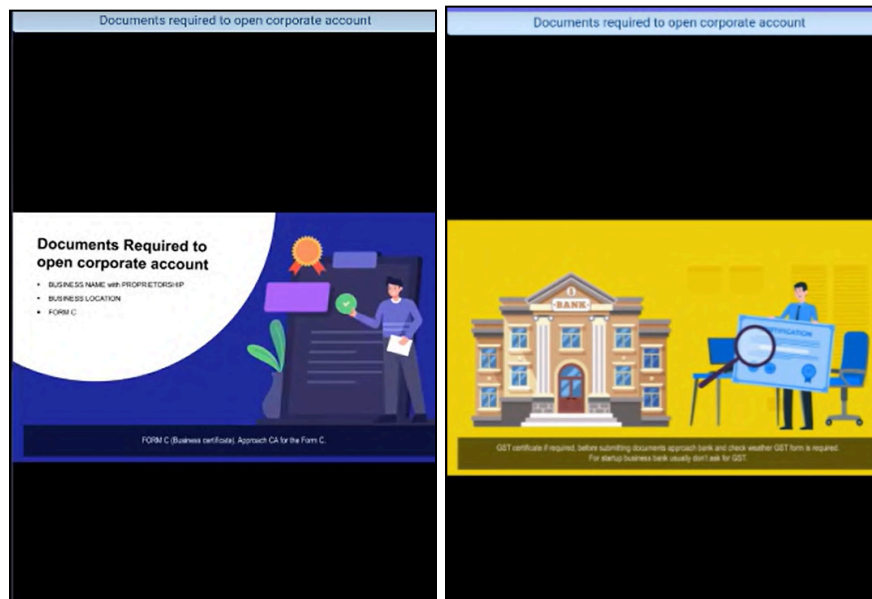 Documents required to open corporate account
Documents Required to
open corporate account
• BUSINESS NAME with PROPRIETORSHIP
• BUSINESS LOCATION
• FORM C
FORM C (Business certificate). Approach CA for the Form C.
Documents required to open corporate account
BANK
TIFICATION
GST certificate if required, before submitting documents approach bank and check weather GST form is required.
For startup business bank usually don't ask for GST.